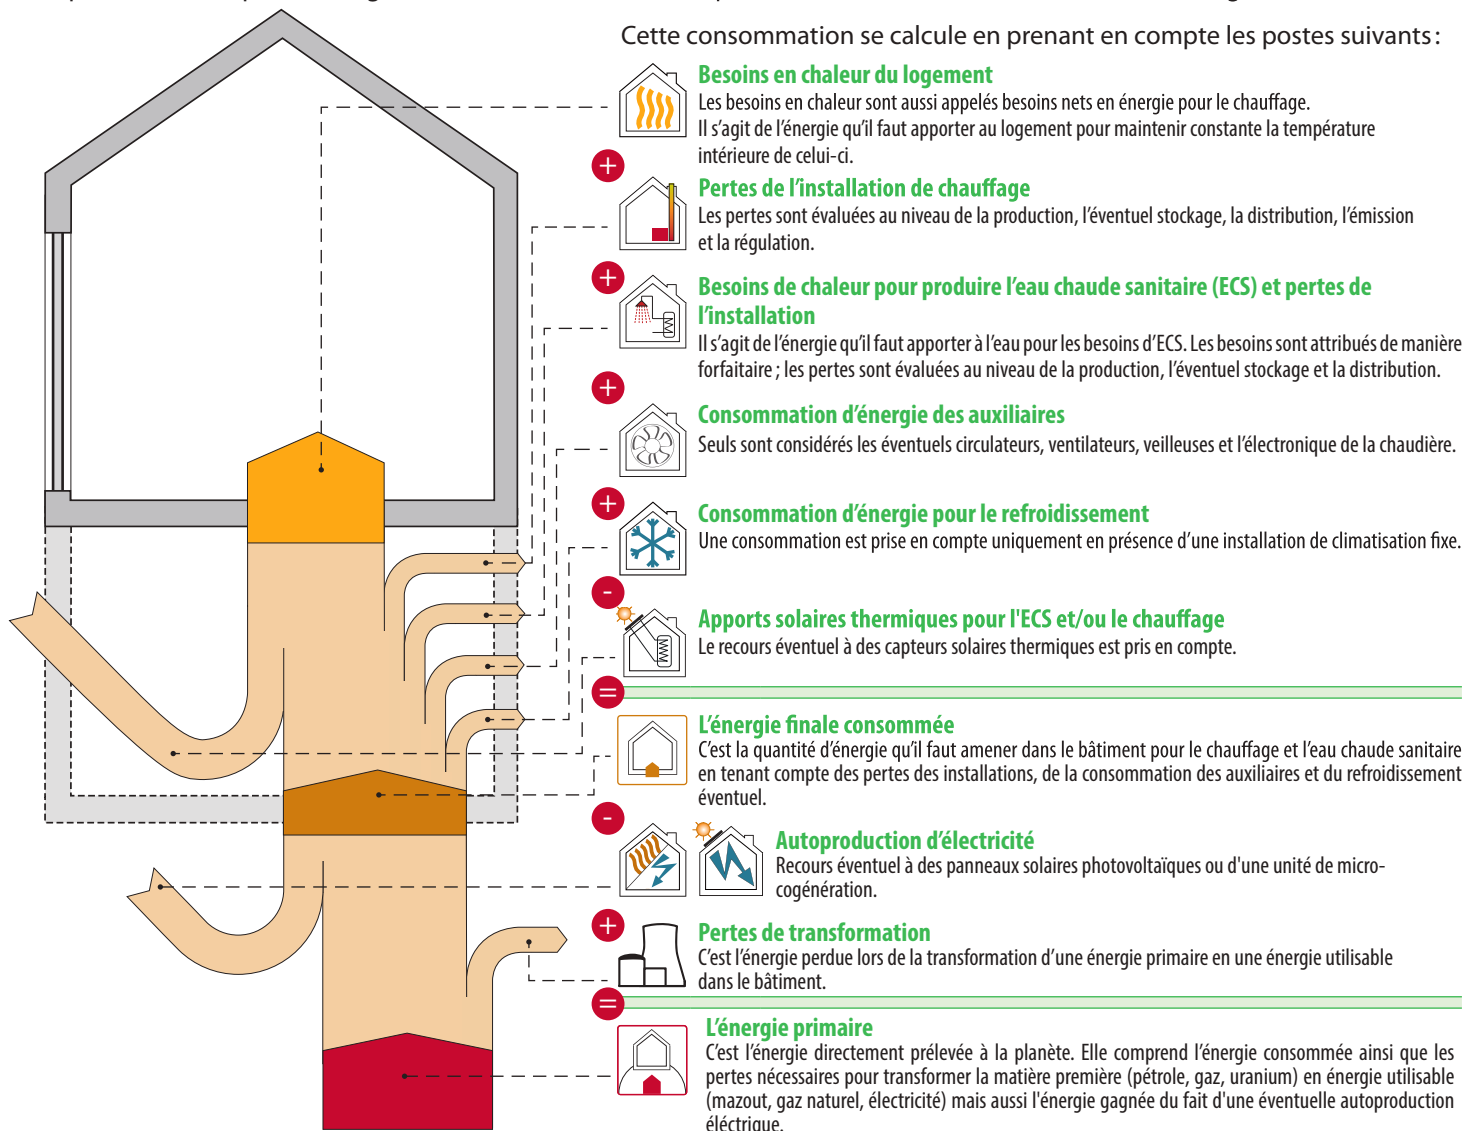 Cette consommation se calcule en prenant en compte les postes suivants :
Besoins en chaleur du logement
Les besoins en chaleur sont aussi appelés besoins nets en énergie pour le chauffage.
Il s’agit de l’énergie qu’il faut apporter au logement pour maintenir constante la température
intérieure de celui-ci.
+
Pertes de l’installation de chauffage
Les pertes sont évaluées au niveau de la production, l’éventuel stockage, la distribution, l’émission
et la régulation.
+
Besoins de chaleur pour produire l’eau chaude sanitaire (ECS) et pertes de
l’installation
Il s’agit de l’énergie qu’il faut apporter à l’eau pour les besoins d’ECS. Les besoins sont attribués de manière
forfaitaire ; les pertes sont évaluées au niveau de la production, l’éventuel stockage et la distribution.
+
Consommation d’énergie des auxiliaires
Seuls sont considérés les éventuels circulateurs, ventilateurs, veilleuses et l’électronique de la chaudière.
+
Consommation d’énergie pour le refroidissement
Une consommation est prise en compte uniquement en présence d’une installation de climatisation fixe.
-
Apports solaires thermiques pour l'ECS et/ou le chauffage
Le recours éventuel à des capteurs solaires thermiques est pris en compte.
=
L’énergie finale consommée
C’est la quantité d’énergie qu’il faut amener dans le bâtiment pour le chauffage et l’eau chaude sanitaire
en tenant compte des pertes des installations, de la consommation des auxiliaires et du refroidissement
éventuel.
-
Autoproduction d’électricité
Recours éventuel à des panneaux solaires photovoltaïques ou d'une unité de micro-
cogénération.
+
Pertes de transformation
C’est l’énergie perdue lors de la transformation d’une énergie primaire en une énergie utilisable
dans le bâtiment.
=
L’énergie primaire
C’est l’énergie directement prélevée à la planète. Elle comprend l’énergie consommée ainsi que les
pertes nécessaires pour transformer la matière première (pétrole, gaz, uranium) en énergie utilisable
(mazout, gaz naturel, électricité) mais aussi l'énergie gagnée du fait d'une éventuelle autoproduction
éléctrique.